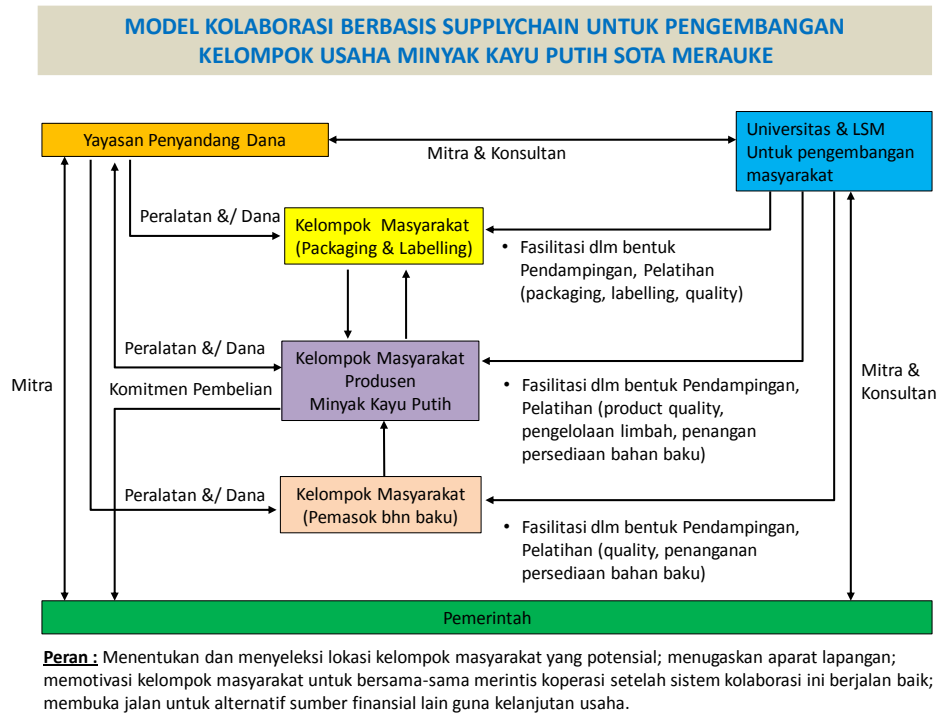 MODEL KOLABORASI BERBASIS SUPPLYCHAIN UNTUK PENGEMBANGAN
KELOMPOK USAHA MINYAK KAYU PUTIH SOTA MERAUKE
Yayasan Penyandang Dana
Mitra & Konsultan
Universitas & LSM
Untuk pengembangan
masyarakat
Peralatan &/ Dana
Kelompok Masyarakat
(Packaging & Labelling)
• Fasilitasi dlm bentuk
Pendampingan, Pelatihan
(packaging, labelling, quality)
Peralatan &/ Dana
Kelompok Masyarakat
Produsen
Minyak Kayu Putih
Mitra
Komitmen Pembelian
• Fasilitasi dlm bentuk Pendampingan,
Pelatihan (product quality,
pengelolaan limbah, penangan
persediaan bahan baku)
Mitra &
Konsultan
Peralatan &/ Dana
Kelompok Masyarakat
(Pemasok bhn baku)
• Fasilitasi dlm bentuk Pendampingan,
Pelatihan (quality, penanganan
persediaan bahan baku)
Pemerintah
Peran : Menentukan dan menyeleksi lokasi kelompok masyarakat yang potensial; menugaskan aparat lapangan;
memotivasi kelompok masyarakat untuk bersama-sama merintis koperasi setelah sistem kolaborasi ini berjalan baik;
membuka jalan untuk alternatif sumber finansial lain guna kelanjutan usaha.